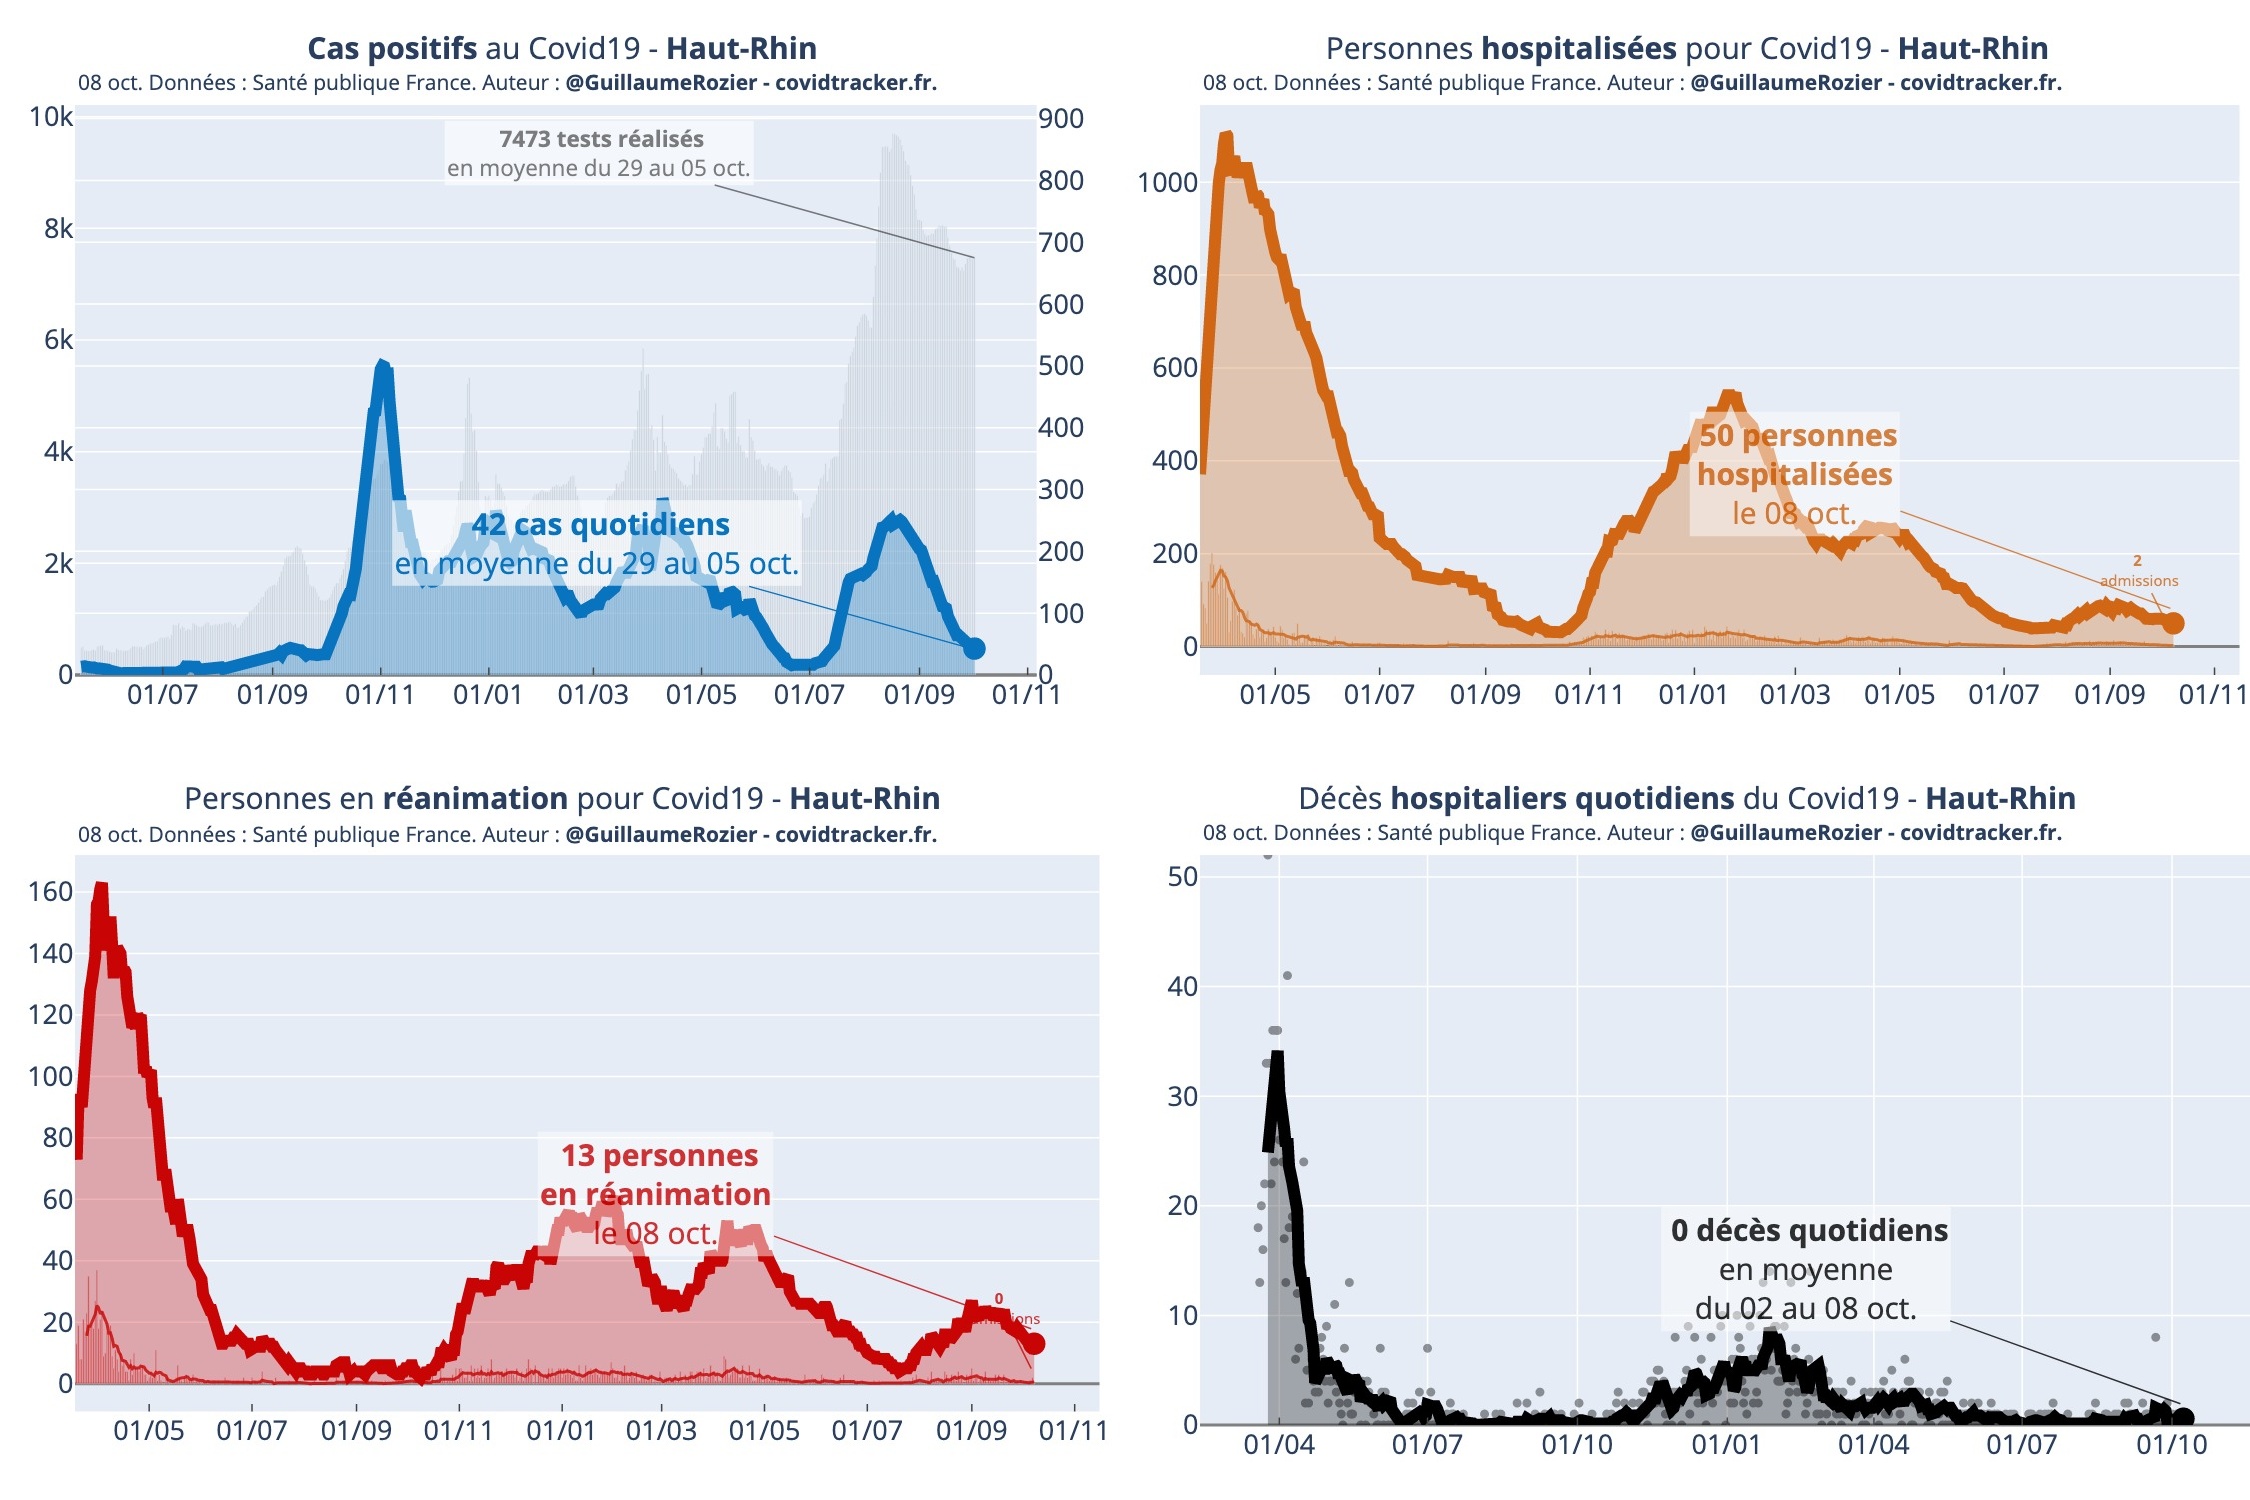 Cas positifs au Covid19 - Haut-Rhin
08 oct. Données : Santé publique France. Auteur : @GuillaumeRozier - covidtracker.fr.
10k
8k
6k
4k
2k
0
900
800
700
600
500
400
300
200
100
0
7473 tests réalisés
en moyenne du 29 au 05 oct.
42 cas quotidiens
en moyenne du 29 au 05 oct.
01/07 01/09 01/11 01/01 01/03 01/05 01/07 01/09 01/11
Personnes hospitalisées pour Covid19 - Haut-Rhin
08 oct. Données : Santé publique France. Auteur : @GuillaumeRozier - covidtracker.fr.
1000
800
600
400
200
0
50 personnes
hospitalisées
le 08 oct.
2
admissions
01/05 01/07 01/09 01/11 01/01 01/03 01/05 01/07 01/09 01/11
Personnes en réanimation pour Covid19 - Haut-Rhin
08 oct. Données : Santé publique France. Auteur : @GuillaumeRozier - covidtracker.fr.
160
140
120
100
80
60
40
20
0
13 personnes
en réanimation
le 08 oct.
0
admissions
01/05 01/07 01/09 01/11 01/01 01/03 01/05 01/07 01/09 01/11
Décès hospitaliers quotidiens du Covid19 - Haut-Rhin
08 oct. Données : Santé publique France. Auteur : @GuillaumeRozier - covidtracker.fr.
50
40
30
20
10
0
0 décès quotidiens
en moyenne
du 02 au 08 oct.
01/04 01/07 01/10 01/01 01/04 01/07 01/10